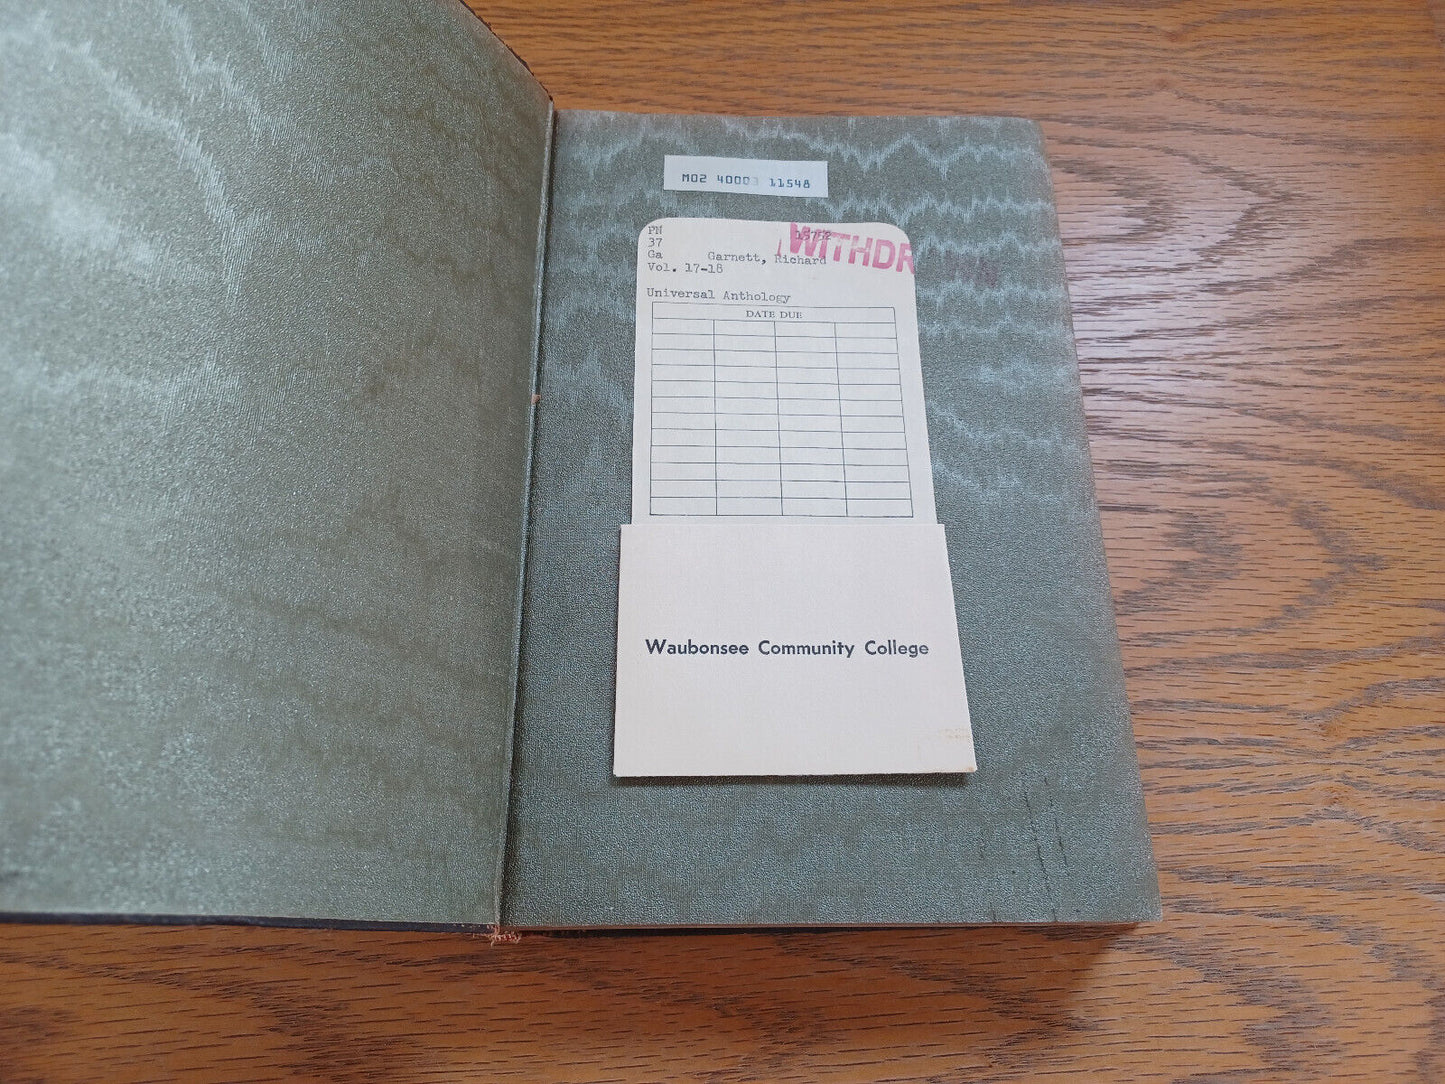 M02 40003 11548
PN 15762
37 WITHDR
Ga Garnett, Richard
Vol. 17-18
Universal Anthology
DATE DUE
Waubonsee Community College